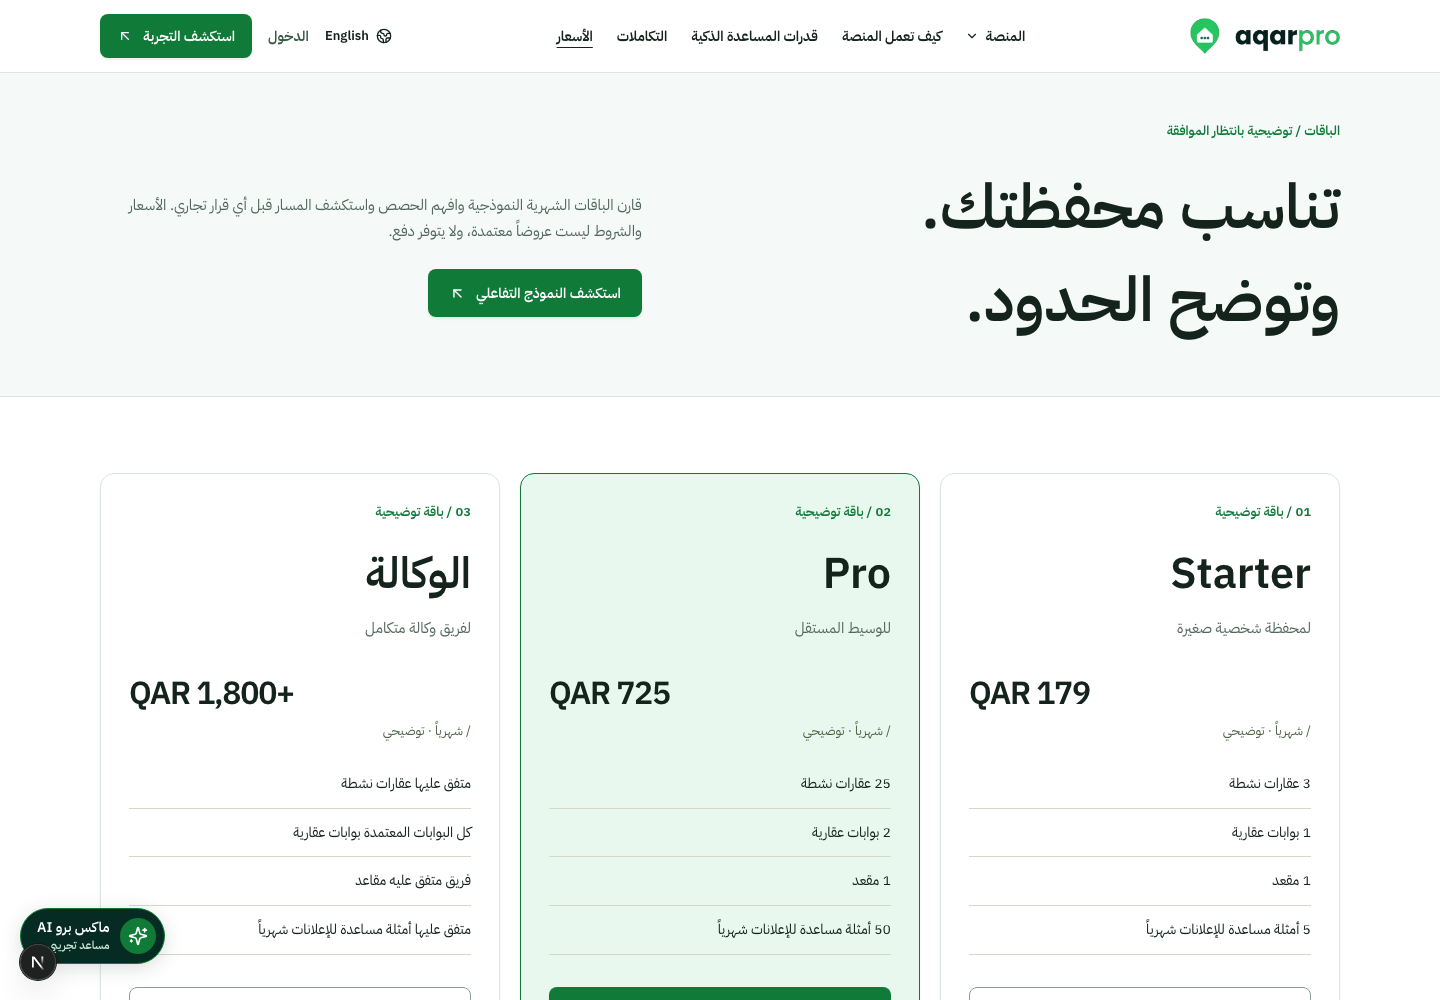 aqarpro
المنصة
كيف تعمل المنصة
قدرات المساعدة الذكية
التكاملات
الأسعار
English
الدخول
استكشف التجربة
الباقات / توضيحية بانتظار الموافقة
تناسب محفظتك.
وتوضح الحدود.
قارن الباقات الشهرية النموذجية وافهم الحصص واستكشف المسار قبل أي قرار تجاري. الأسعار
والشروط ليست عروضاً معتمدة، ولا يتوفر دفع.
استكشف النموذج التفاعلي
01 / باقة توضيحية
Starter
لمحفظة شخصية صغيرة
QAR 179
/ شهرياً · توضيحي
3 عقارات نشطة
1 بوابات عقارية
1 مقعد
5 أمثلة مساعدة للإعلانات شهرياً
02 / باقة توضيحية
Pro
للوسيط المستقل
QAR 725
/ شهرياً · توضيحي
25 عقارات نشطة
2 بوابات عقارية
1 مقعد
50 أمثلة مساعدة للإعلانات شهرياً
03 / باقة توضيحية
الوكالة
لفريق وكالة متكامل
QAR 1,800+
/ شهرياً · توضيحي
متفق عليها عقارات نشطة
كل البوابات المعتمدة بوابات عقارية
فريق متفق عليه مقاعد
متفق عليها أمثلة مساعدة للإعلانات شهرياً
ماكس برو AI
مساعد تجريبي
N